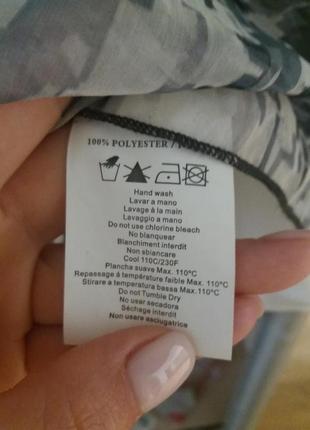 100% POLYESTER /
Hand wash
Lavar a mano
Lavage à la main
Lavaggio a mano
Do not use chlorine bleach
No blanquear
Blanchiment interdit
Non sbiancare
Cool 110C/230F
Plancha suave Max. 110°C
Repassage à température faible Max. 110°C
Stirare a temperatura bassa Max.110°C
Do not Tumble Dry
No usar secadora
Séchage interdit
Non usare asciugatrice